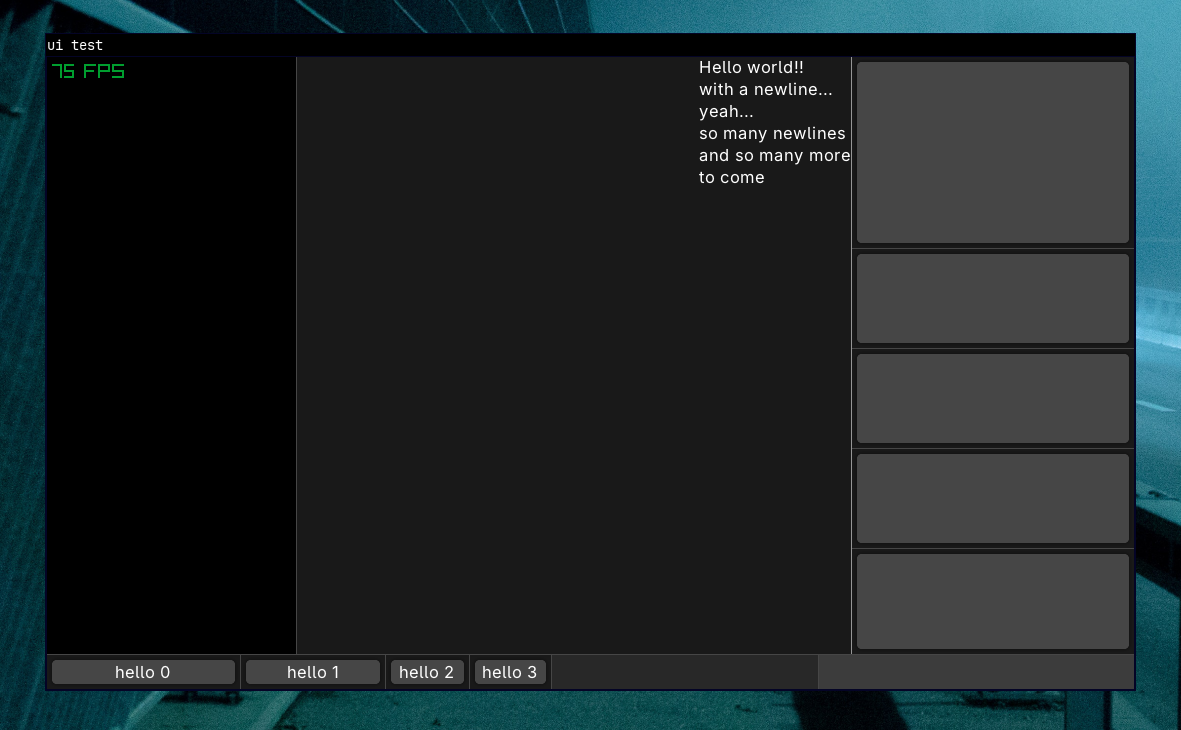 ui test
75 FPS
Hello world!!
with a newline...
yeah...
so many newlines
and so many more
to come
hello 0
hello 1
hello 2
hello 3